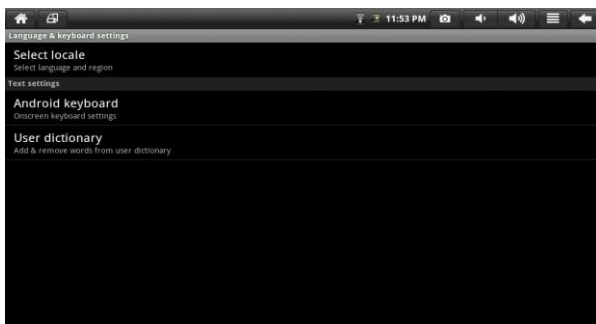 11:53 PM
Language & keyboard settings
Select locale
Select language and region
Text settings
Android keyboard
Onscreen keyboard settings
User dictionary
Add & remove words from user dictionary